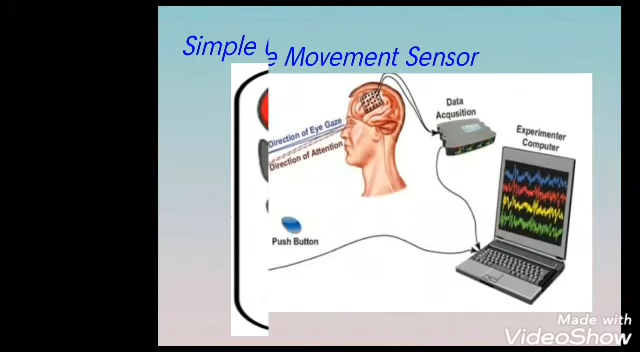 Simple
e Movement Sensor
Data
Acqusition
Experimenter
Computer
Direction of Eye Gaze
Direction of Attention
Push Button
Made with
VideoShow